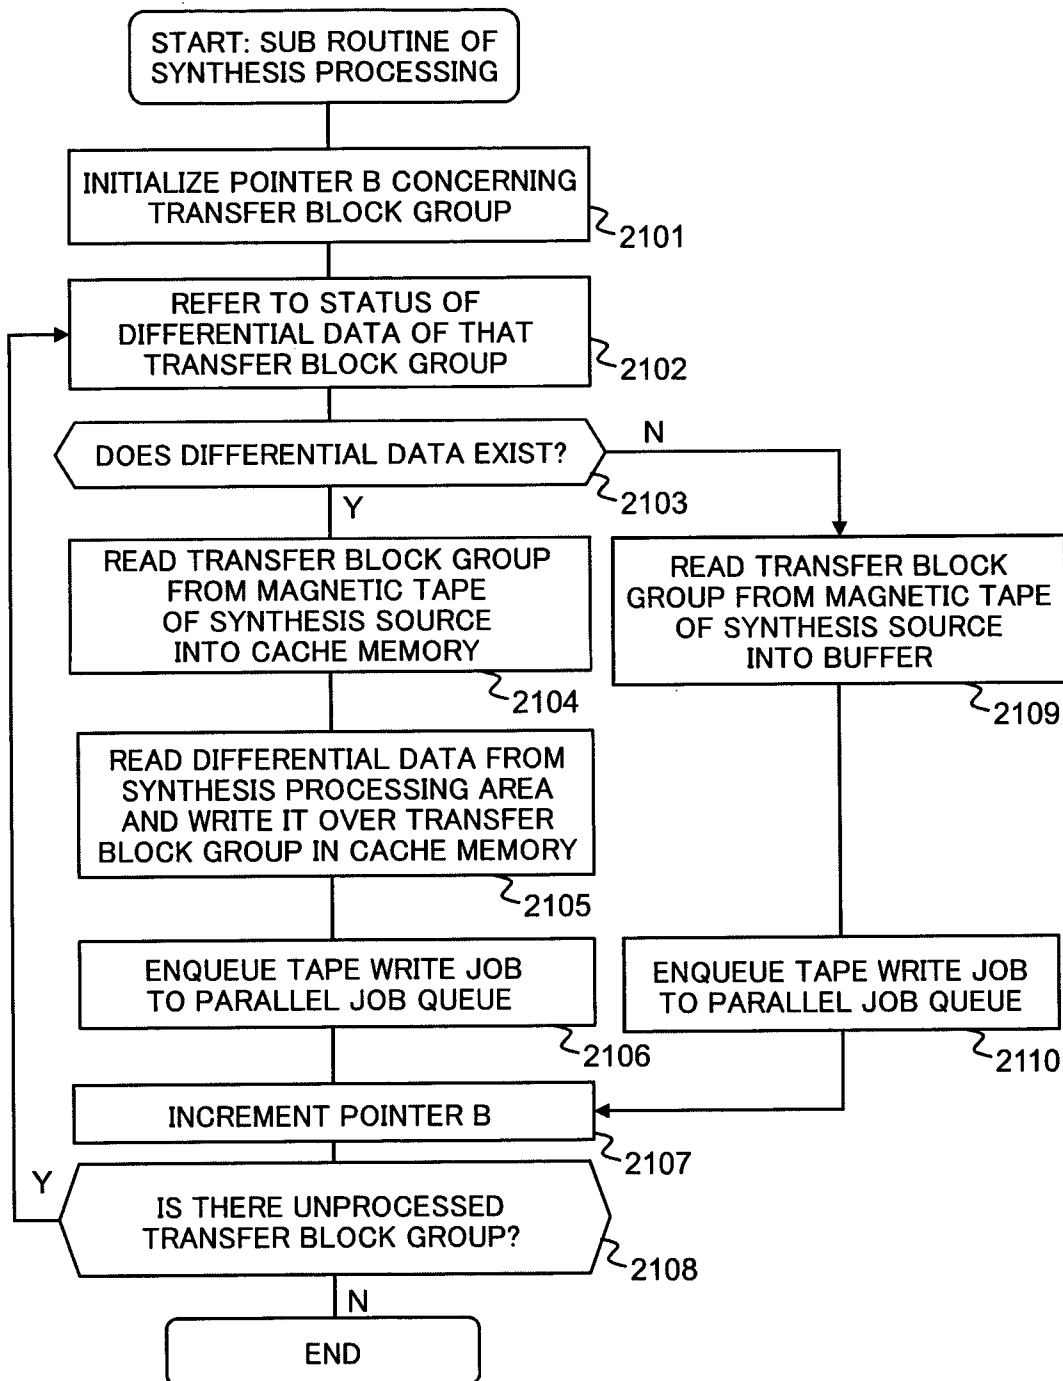 START: SUB ROUTINE OF
SYNTHESIS PROCESSING
INITIALIZE POINTER B CONCERNING
TRANSFER BLOCK GROUP
2101
REFER TO STATUS OF
DIFFERENTIAL DATA OF THAT
TRANSFER BLOCK GROUP
2102
DOES DIFFERENTIAL DATA EXIST?
N
2103
Y
READ TRANSFER BLOCK GROUP
FROM MAGNETIC TAPE
OF SYNTHESIS SOURCE
INTO CACHE MEMORY
2104
READ TRANSFER BLOCK
GROUP FROM MAGNETIC TAPE
OF SYNTHESIS SOURCE
INTO BUFFER
2109
READ DIFFERENTIAL DATA FROM
SYNTHESIS PROCESSING AREA
AND WRITE IT OVER TRANSFER
BLOCK GROUP IN CACHE MEMORY
2105
ENQUEUE TAPE WRITE JOB
TO PARALLEL JOB QUEUE
2106
ENQUEUE TAPE WRITE JOB
TO PARALLEL JOB QUEUE
2110
INCREMENT POINTER B
2107
Y
IS THERE UNPROCESSED
TRANSFER BLOCK GROUP?
2108
N
END